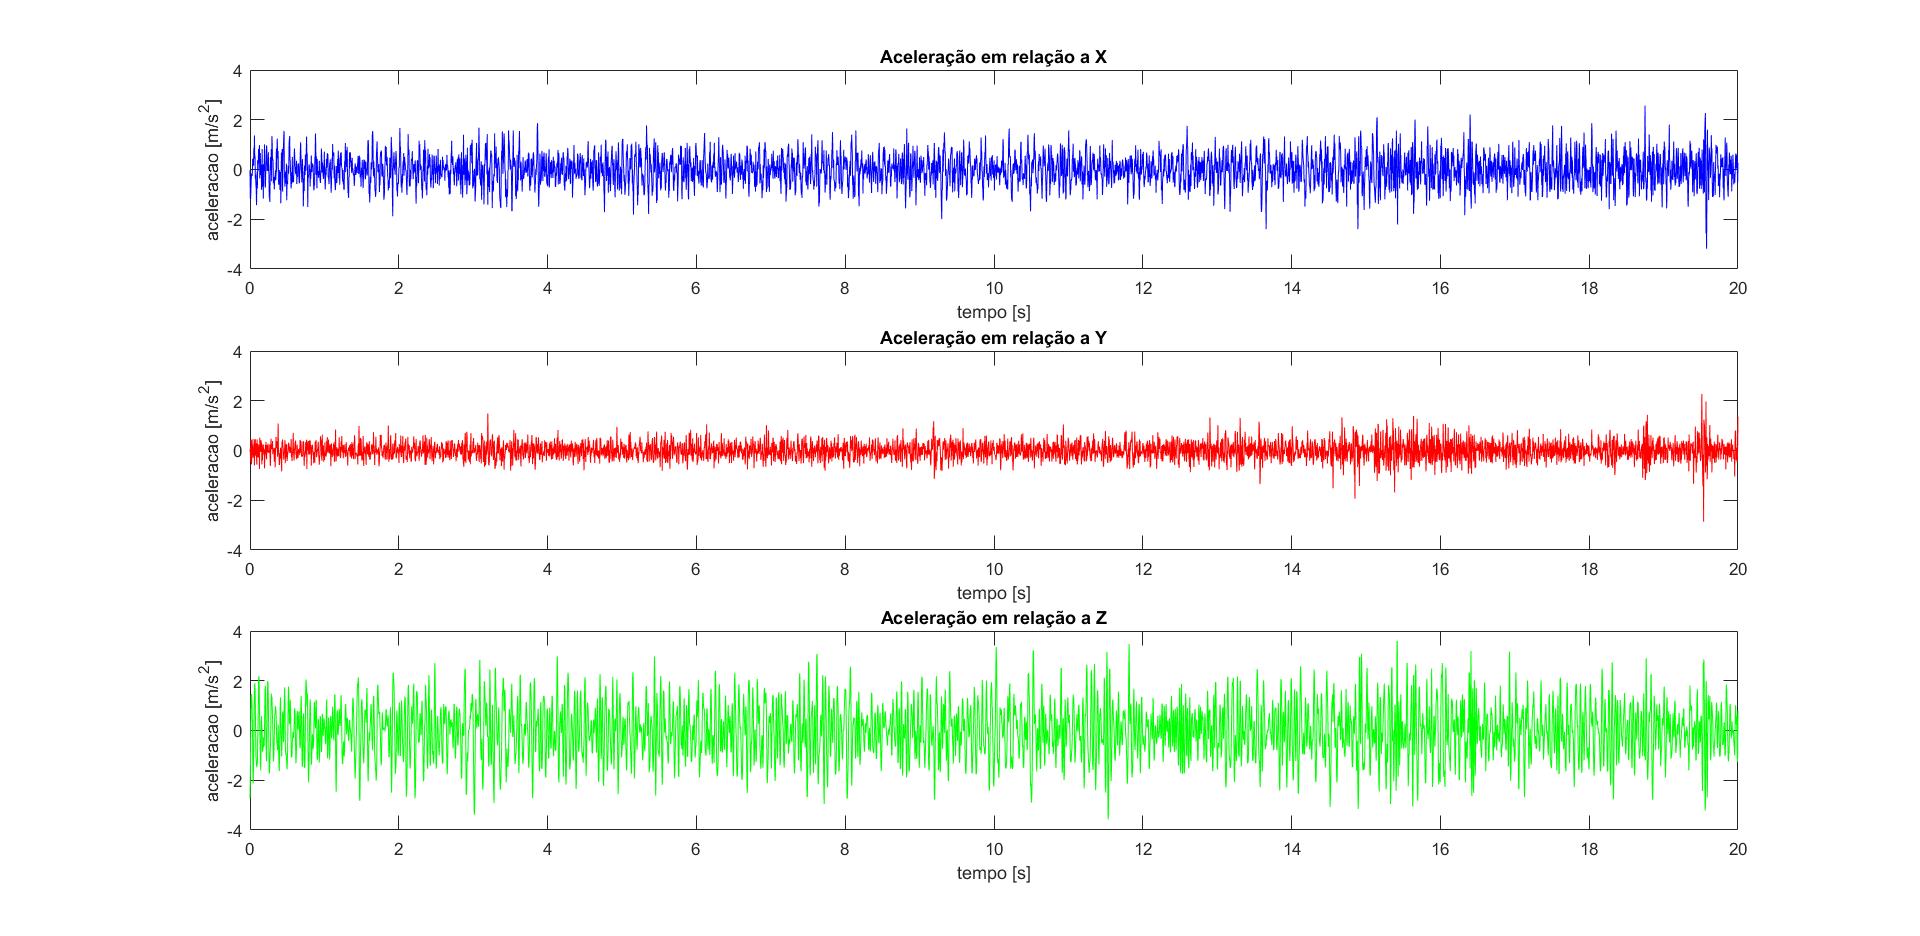 Aceleração em relação a X
4
2
0
-2
-4
aceleracao [m/s^2]
0 2 4 6 8 10 12 14 16 18 20
tempo [s]
Aceleração em relação a Y
4
2
0
-2
-4
aceleracao [m/s^2]
0 2 4 6 8 10 12 14 16 18 20
tempo [s]
Aceleração em relação a Z
4
2
0
-2
-4
aceleracao [m/s^2]
0 2 4 6 8 10 12 14 16 18 20
tempo [s]